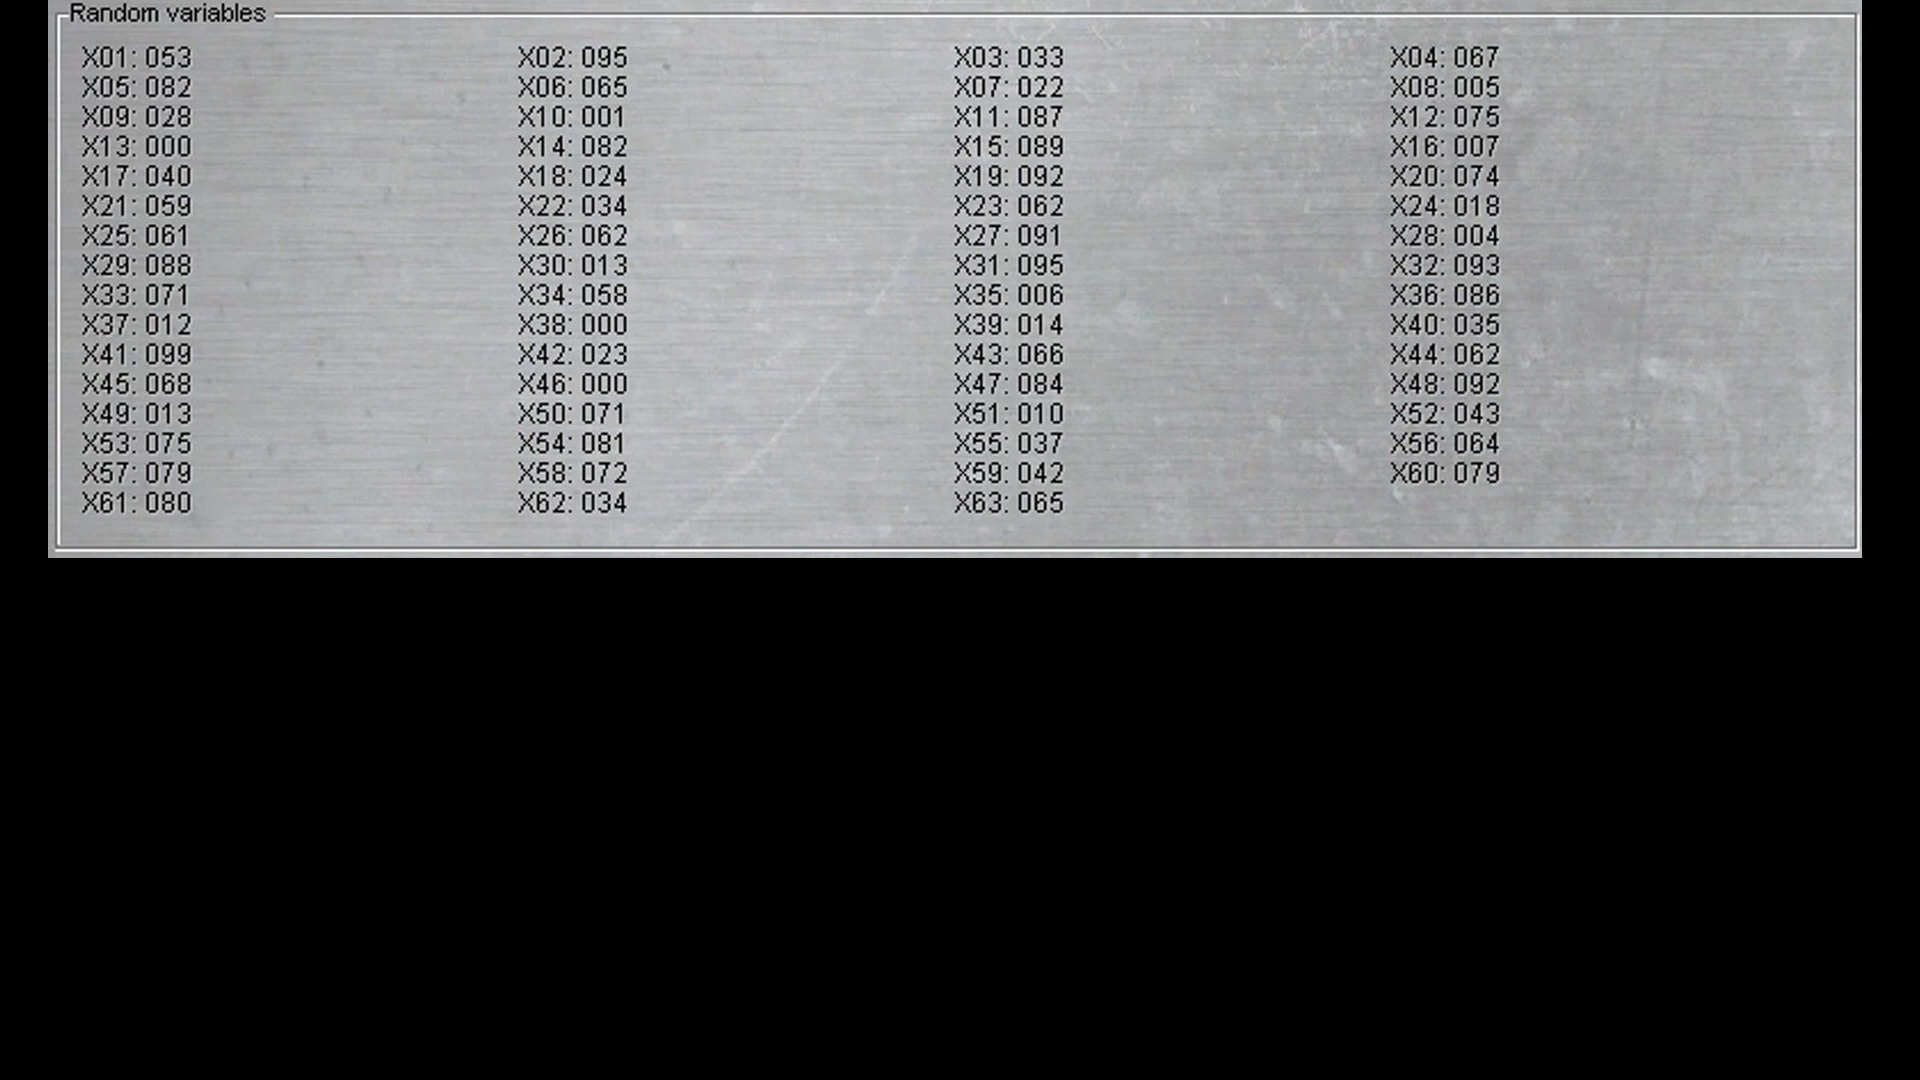 Random variables
X01: 053 X02: 095 X03: 033 X04: 067
X05: 082 X06: 065 X07: 022 X08: 005
X09: 028 X10: 001 X11: 087 X12: 075
X13: 000 X14: 082 X15: 089 X16: 007
X17: 040 X18: 024 X19: 092 X20: 074
X21: 059 X22: 034 X23: 062 X24: 018
X25: 061 X26: 062 X27: 091 X28: 004
X29: 088 X30: 013 X31: 095 X32: 093
X33: 071 X34: 058 X35: 006 X36: 086
X37: 012 X38: 000 X39: 014 X40: 035
X41: 099 X42: 023 X43: 066 X44: 062
X45: 068 X46: 000 X47: 084 X48: 092
X49: 013 X50: 071 X51: 010 X52: 043
X53: 075 X54: 081 X55: 037 X56: 064
X57: 079 X58: 072 X59: 042 X60: 079
X61: 080 X62: 034 X63: 065